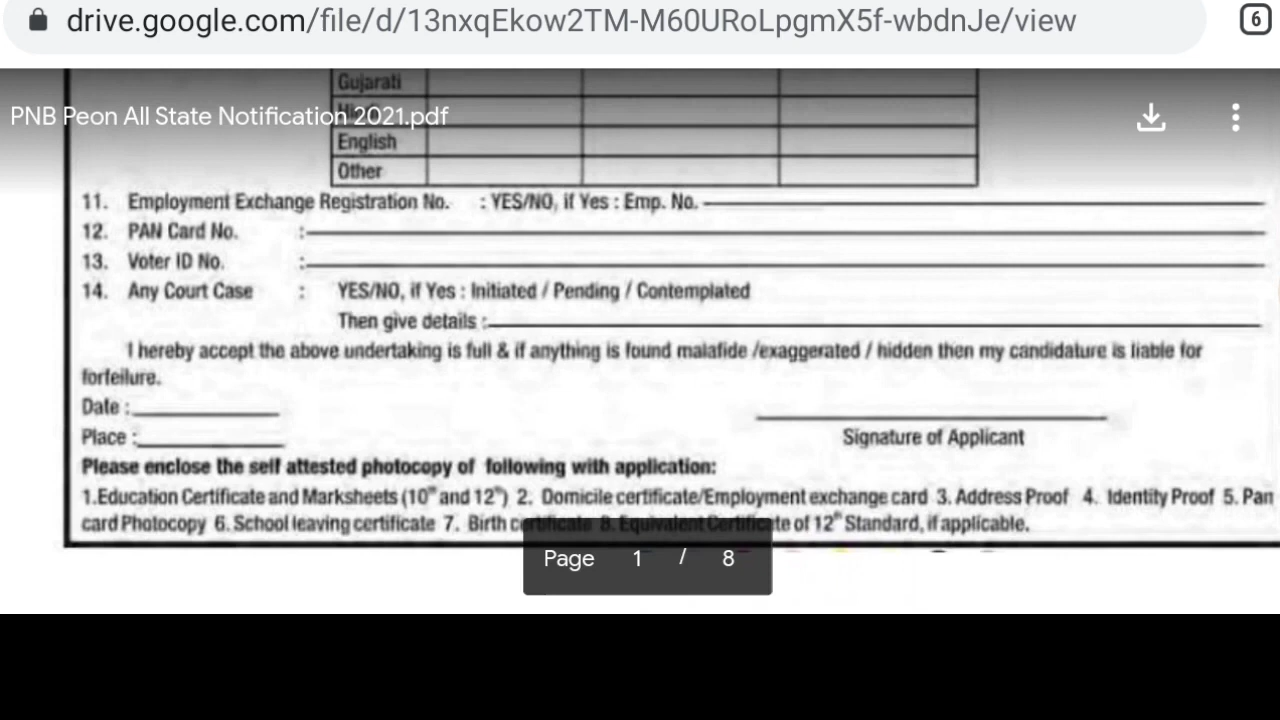 drive.google.com/file/d/13nxqEkow2TM-M60URoLpgmX5f-wbdnJe/view
6
Gujarati
PNB Peon All State Notification 2021.pdf
Hindi
English
Other
11. Employment Exchange Registration No. : YES/NO, if Yes : Emp. No.
12. PAN Card No. :
13. Voter ID No. :
14. Any Court Case : YES/NO, if Yes : Initiated / Pending / Contemplated
Then give details :
I hereby accept the above undertaking is full & if anything is found malafide /exaggerated / hidden then my candidature is liable for
forfeilure.
Date :
Place :
Signature of Applicant
Please enclose the self attested photocopy of following with application:
1.Education Certificate and Marksheets (10th and 12th) 2. Domicile certificate/Employment exchange card 3. Address Proof 4. Identity Proof 5. Pan
card Photocopy 6. School leaving certificate 7. Birth certificate 8. Equivalent Certificate of 12th Standard, if applicable.
Page 1 / 8